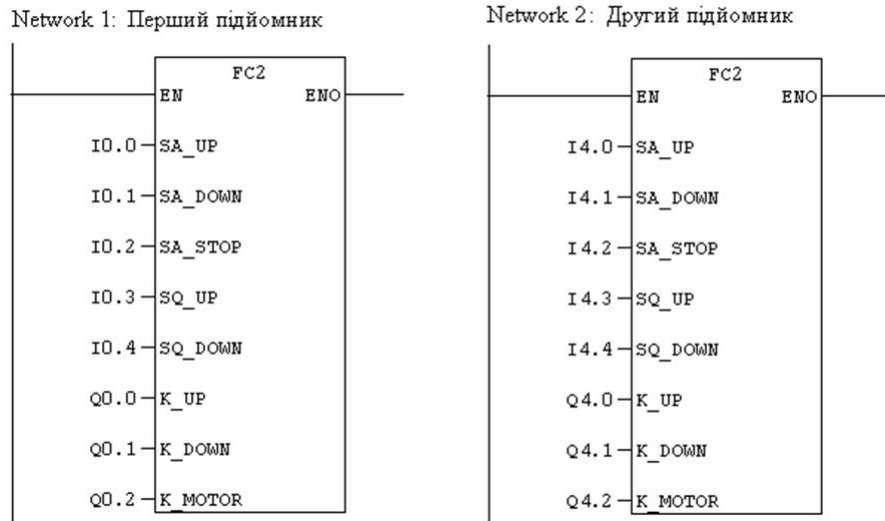 Network 1: Перший підйомник
FC2
EN ENO
I0.0 SA_UP
I0.1 SA_DOWN
I0.2 SA_STOP
I0.3 SQ_UP
I0.4 SQ_DOWN
Q0.0 K_UP
Q0.1 K_DOWN
Q0.2 K_MOTOR
Network 2: Другий підйомник
FC2
EN ENO
I4.0 SA_UP
I4.1 SA_DOWN
I4.2 SA_STOP
I4.3 SQ_UP
I4.4 SQ_DOWN
Q4.0 K_UP
Q4.1 K_DOWN
Q4.2 K_MOTOR